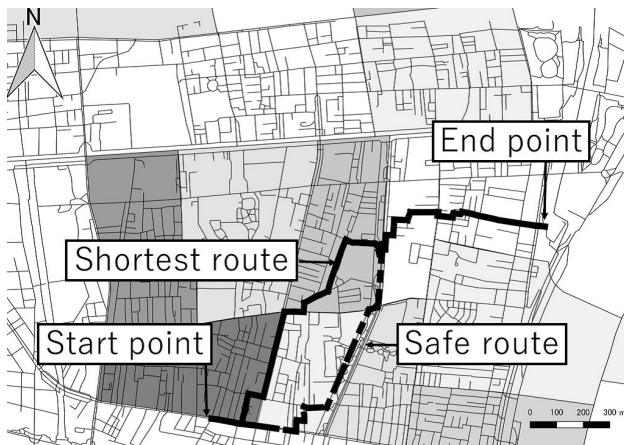 N
End point
Shortest route
Start point
Safe route
0 100 200 300 m